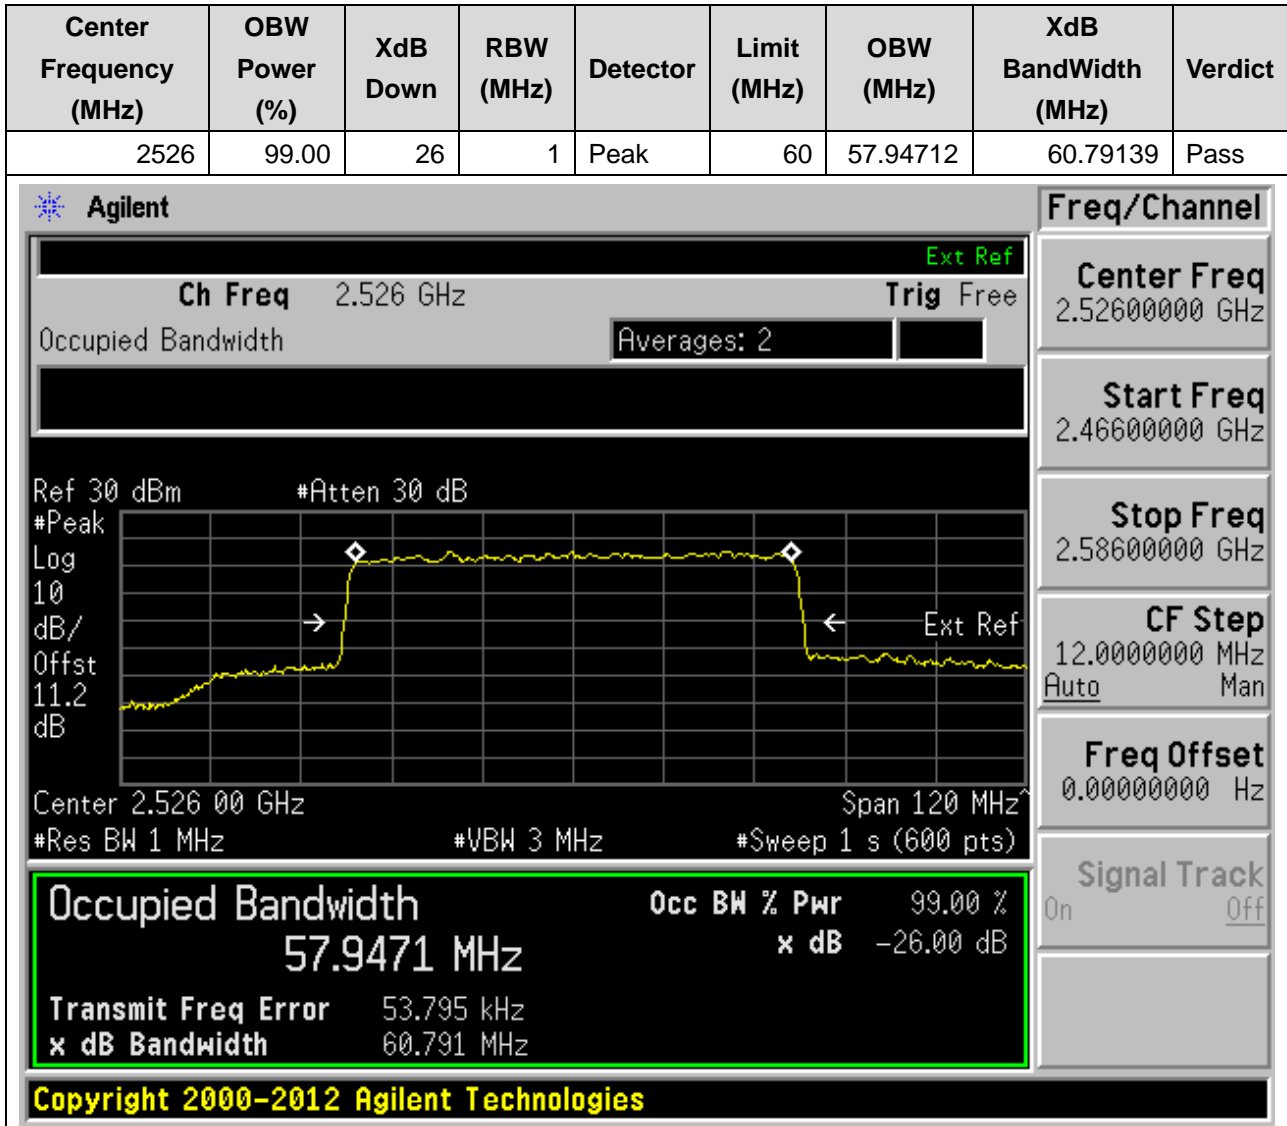 Center Frequency (MHz) OBW Power (%) XdB Down RBW (MHz) Detector Limit (MHz) OBW (MHz) XdB BandWidth (MHz) Verdict
2526 99.00 26 1 Peak 60 57.94712 60.79139 Pass
Agilent
Freq/Channel
Ext Ref
Ch Freq 2.526 GHz Trig Free
Occupied Bandwidth Averages: 2
Ref 30 dBm #Atten 30 dB
#Peak
Log
10
dB/
Offst
11.2
dB
Ext Ref
Center 2.526 00 GHz Span 120 MHz^
#Res BW 1 MHz #VBW 3 MHz #Sweep 1 s (600 pts)
Occupied Bandwidth
57.9471 MHz
Occ BW % Pwr 99.00 %
x dB -26.00 dB
Transmit Freq Error 53.795 kHz
x dB Bandwidth 60.791 MHz
Center Freq
2.52600000 GHz
Start Freq
2.46600000 GHz
Stop Freq
2.58600000 GHz
CF Step
12.0000000 MHz
Auto Man
Freq Offset
0.00000000 Hz
Signal Track
On Off
Copyright 2000-2012 Agilent Technologies